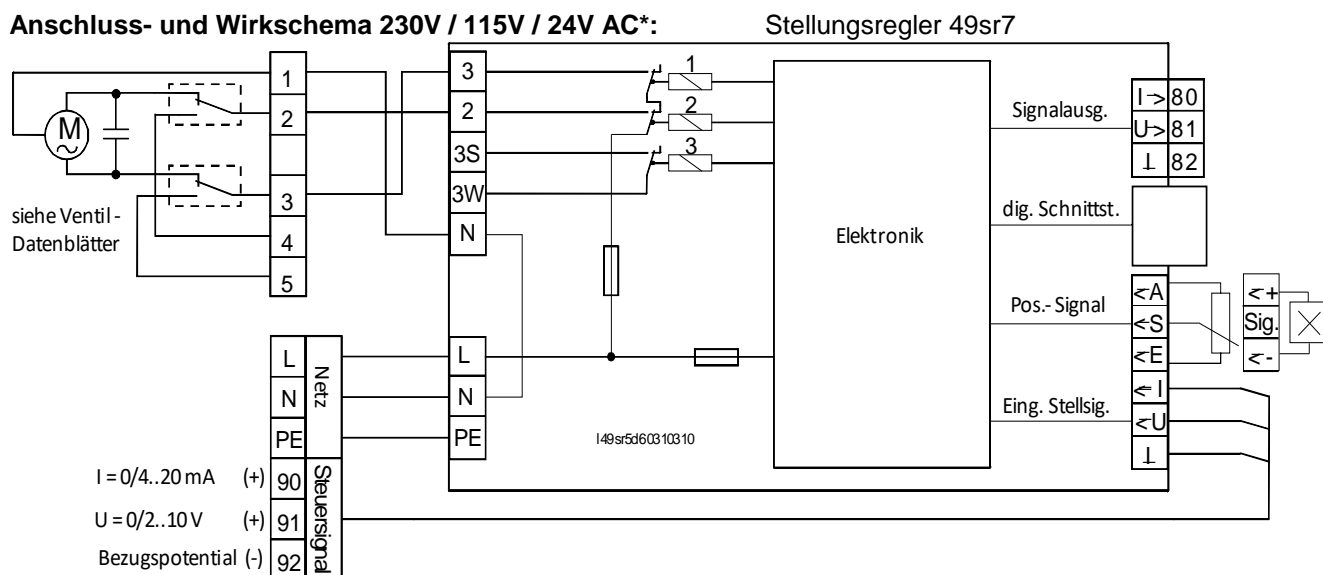 Anschluss- und Wirkschema 230V / 115V / 24V AC*: Stellungsregler 49sr7
1
2
3
4
5
M
~
siehe Ventil -
Datenblätter
3
2
3S
3W
N
1
2
3
Elektronik
Signalausg.
dig. Schnittst.
Pos.- Signal
Eing. Stellsig.
I -> 80
U> 81
⊥ 82
<A
<S
<E
<I
<U
⊥
<+
Sig.
<-
L
N
PE
Netz
L
N
PE
l49sr5d60310310
I = 0/4..20 mA (+) 90
U = 0/2..10 V (+) 91
Bezugspotential (-) 92
Steuersignal